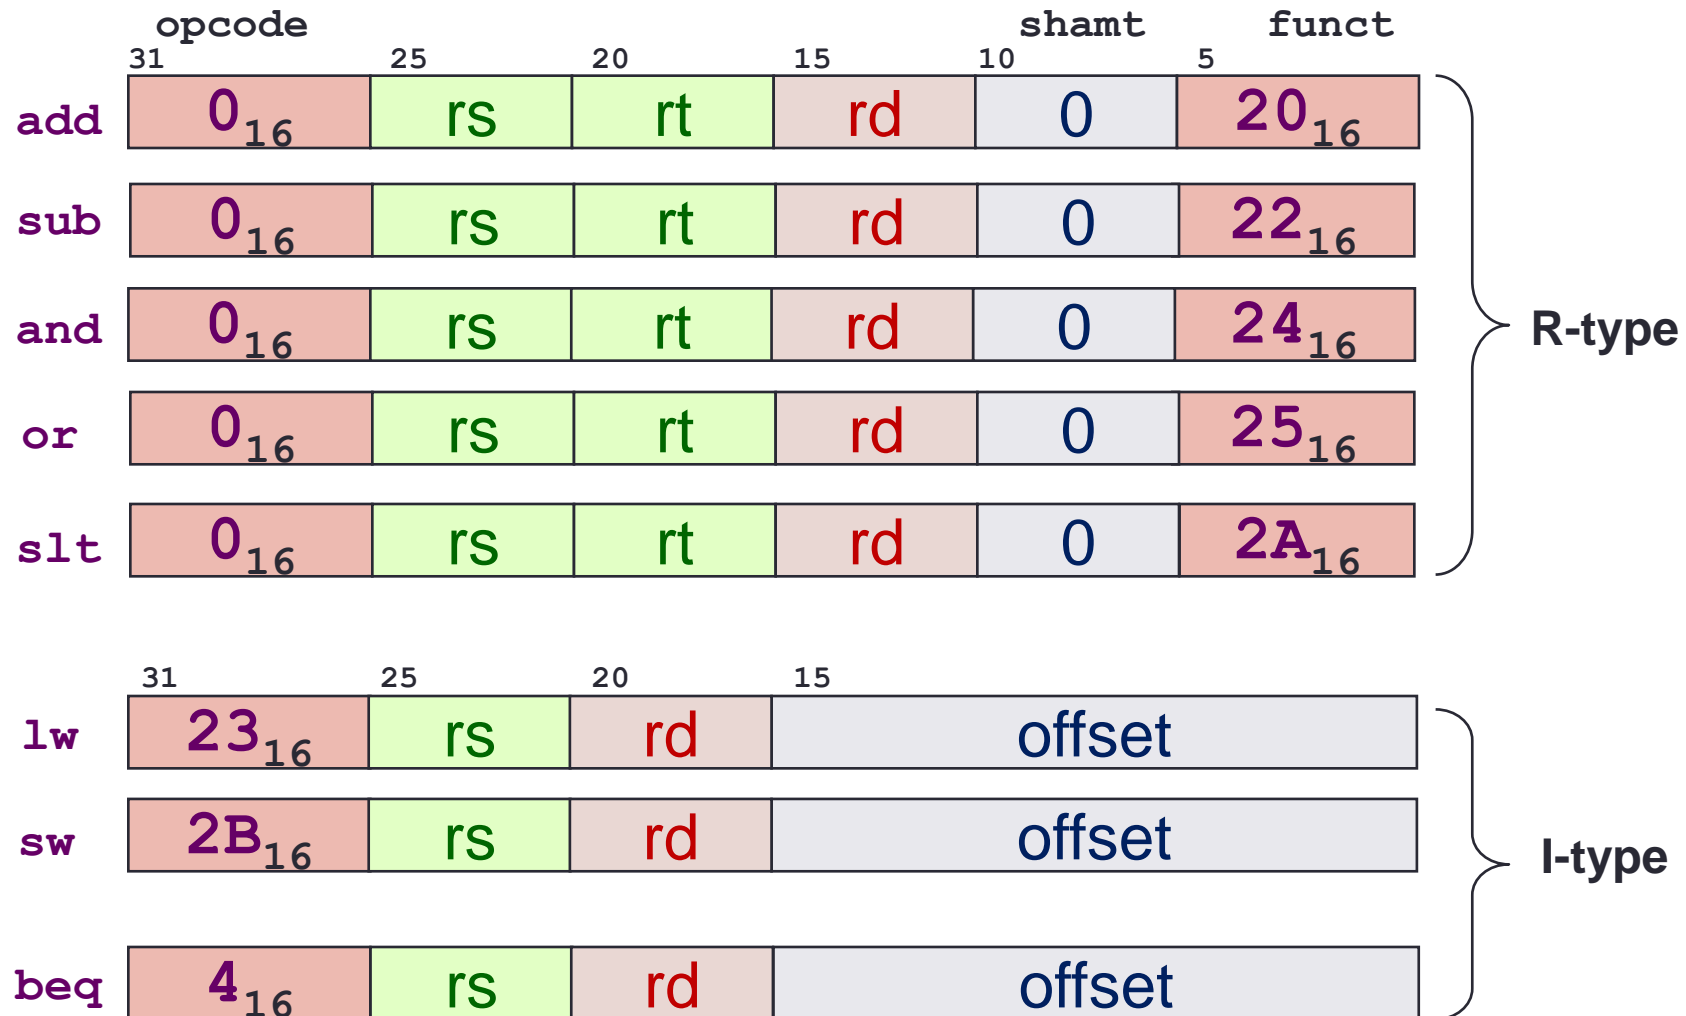 opcode shamt funct
31 25 20 15 10 5
add 0₁₆ rs rt rd 0 20₁₆
sub 0₁₆ rs rt rd 0 22₁₆
and 0₁₆ rs rt rd 0 24₁₆
R-type
or 0₁₆ rs rt rd 0 25₁₆
slt 0₁₆ rs rt rd 0 2A₁₆
31 25 20 15
lw 23₁₆ rs rd offset
sw 2B₁₆ rs rd offset
I-type
beq 4₁₆ rs rd offset